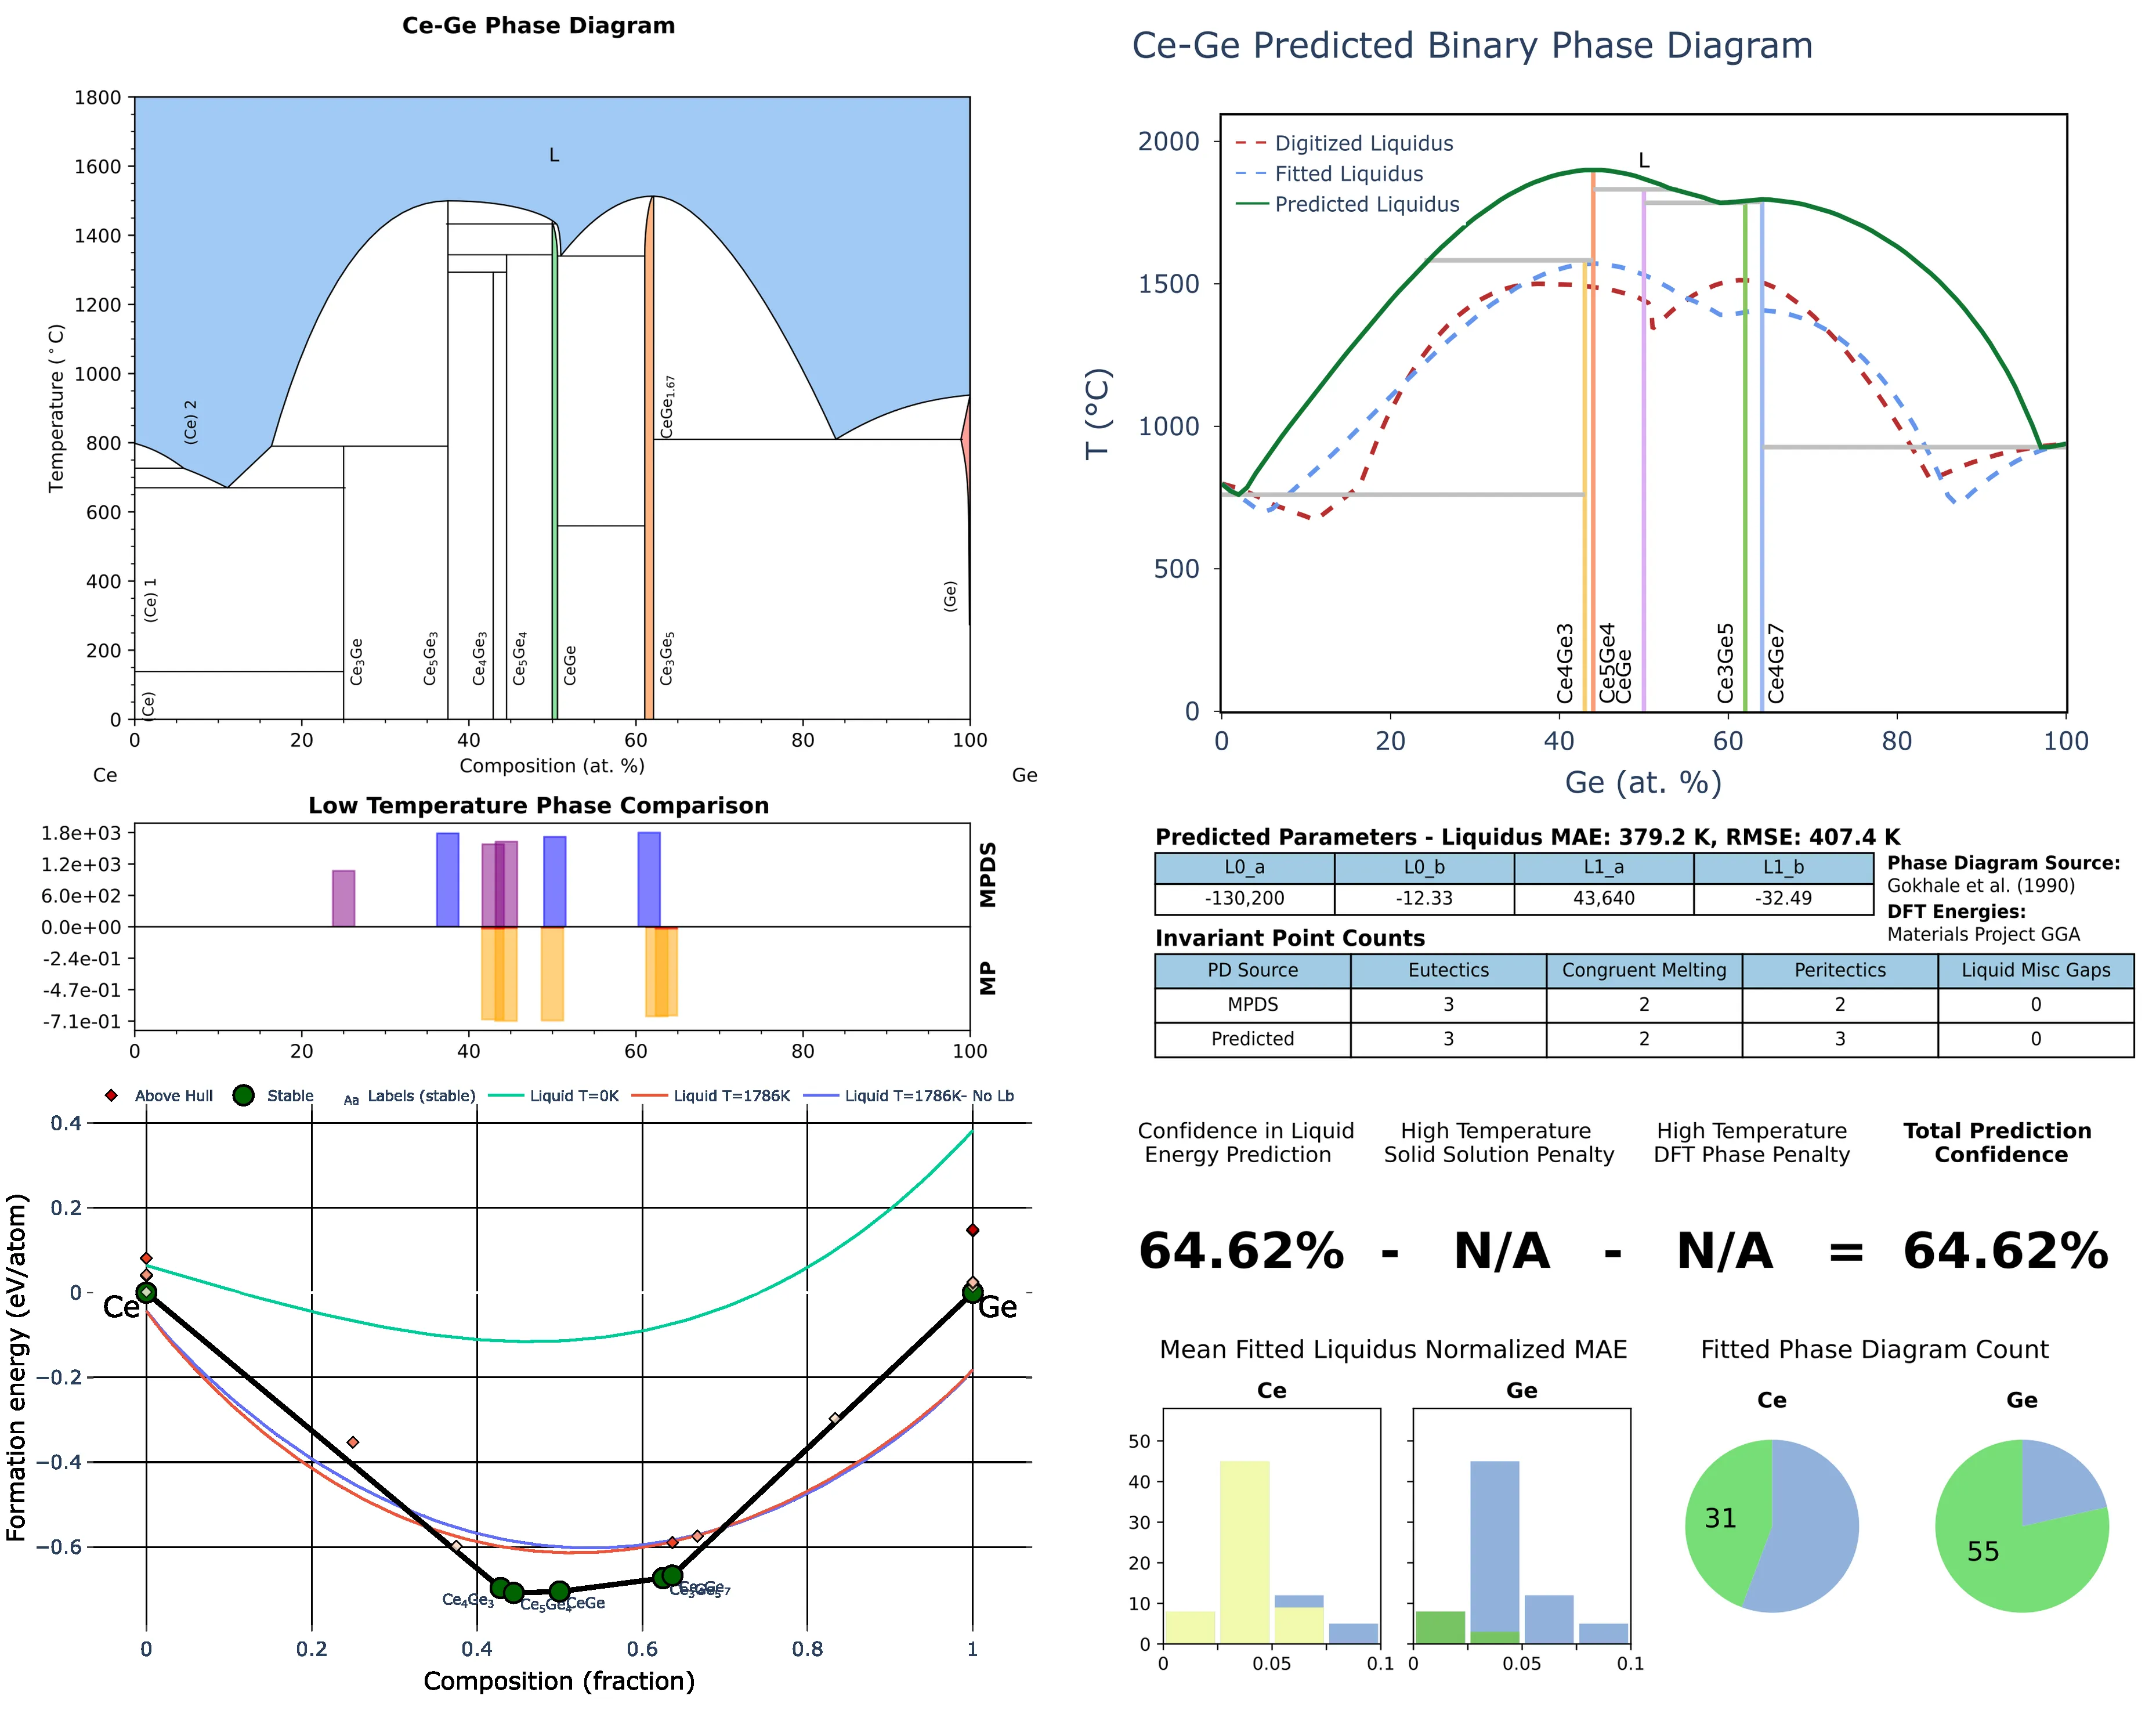 Ce-Ge Phase Diagram
1800
1600
1400
1200
1000
800
600
400
200
0
Temperature (°C)
L
(Ce) 2
(Ce) 1
(Ce)
Ce3Ge
Ce5Ge3
Ce4Ge3
Ce5Ge4
CeGe
CeGe1.67
Ce3Ge5
(Ge)
0 20 40 60 80 100
Composition (at. %)
Ce Ge
Ce-Ge Predicted Binary Phase Diagram
Digitized Liquidus
Fitted Liquidus
Predicted Liquidus
L
2000
1500
1000
500
0
T (°C)
Ce4Ge3
Ce5Ge4
CeGe
Ce3Ge5
Ce4Ge7
0 20 40 60 80 100
Ge (at. %)
Low Temperature Phase Comparison
1.8e+03
1.2e+03
6.0e+02
0.0e+00
-2.4e-01
-4.7e-01
-7.1e-01
MPDS
MP
0 20 40 60 80 100
Predicted Parameters - Liquidus MAE: 379.2 K, RMSE: 407.4 K
L0_a L0_b L1_a L1_b
-130,200 -12.33 43,640 -32.49
Phase Diagram Source:
Gokhale et al. (1990)
DFT Energies:
Materials Project GGA
Invariant Point Counts
PD Source Eutectics Congruent Melting Peritectics Liquid Misc Gaps
MPDS 3 2 2 0
Predicted 3 2 3 0
Above Hull Stable Aa Labels (stable) Liquid T=0K Liquid T=1786K Liquid T=1786K- No Lb
0.4
0.2
0
−0.2
−0.4
−0.6
Formation energy (eV/atom)
Ce
Ge
Ce4Ge3
Ce5Ge4
CeGe
0 0.2 0.4 0.6 0.8 1
Composition (fraction)
Confidence in Liquid
Energy Prediction
High Temperature
Solid Solution Penalty
High Temperature
DFT Phase Penalty
Total Prediction
Confidence
64.62% - N/A - N/A = 64.62%
Mean Fitted Liquidus Normalized MAE
Ce Ge
50
40
30
20
10
0
0 0.05 0.1
0 0.05 0.1
Fitted Phase Diagram Count
Ce Ge
31
55